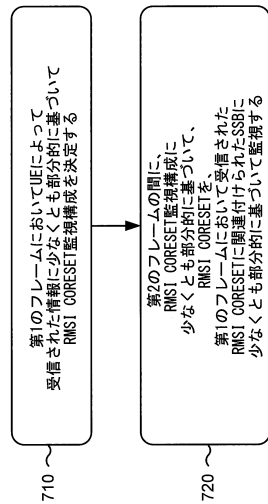 710
第1のフレームにおいてUEによって
受信された情報に少なくとも部分的に基づいて
RMSI CORESET監視構成を決定する
720
第2のフレームの間に、
RMSI CORESET監視構成に
少なくとも部分的に基づいて、
RMSI CORESETを、
第1のフレームにおいて受信された
RMSI CORESETに関連付けられたSSBに
少なくとも部分的に基づいて監視する